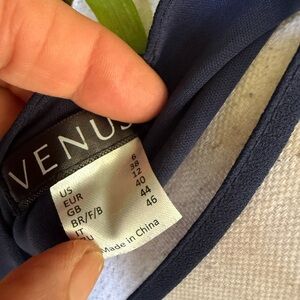 VENUS
US 6
EUR 38
GB 12
BR/F/B 40
IT 44
46
Made in China